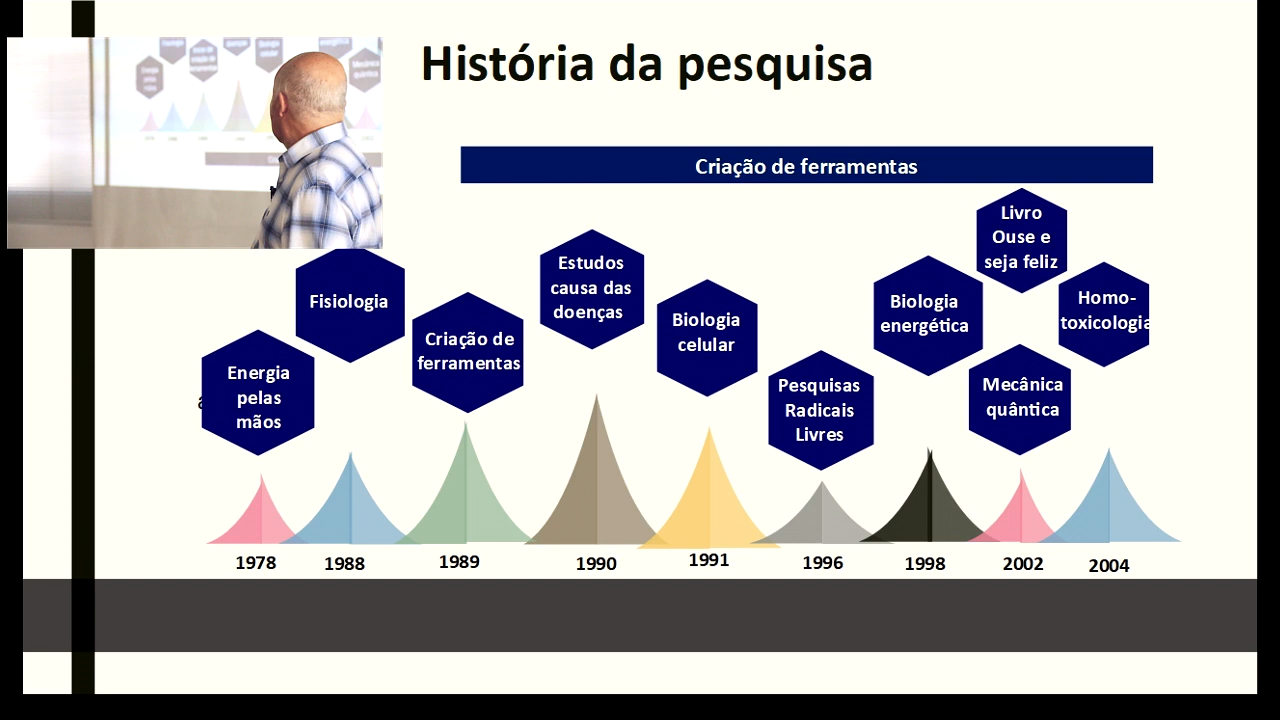 História da pesquisa
Criação de ferramentas
Energia
pelas
mãos
Fisiologia
Criação de
ferramentas
Estudos
causa das
doenças
Biologia
celular
Pesquisas
Radicais
Livres
Biologia
energética
Livro
Ouse e
seja feliz
Mecânica
quântica
Homo-
toxicologia
1978
1988
1989
1990
1991
1996
1998
2002
2004